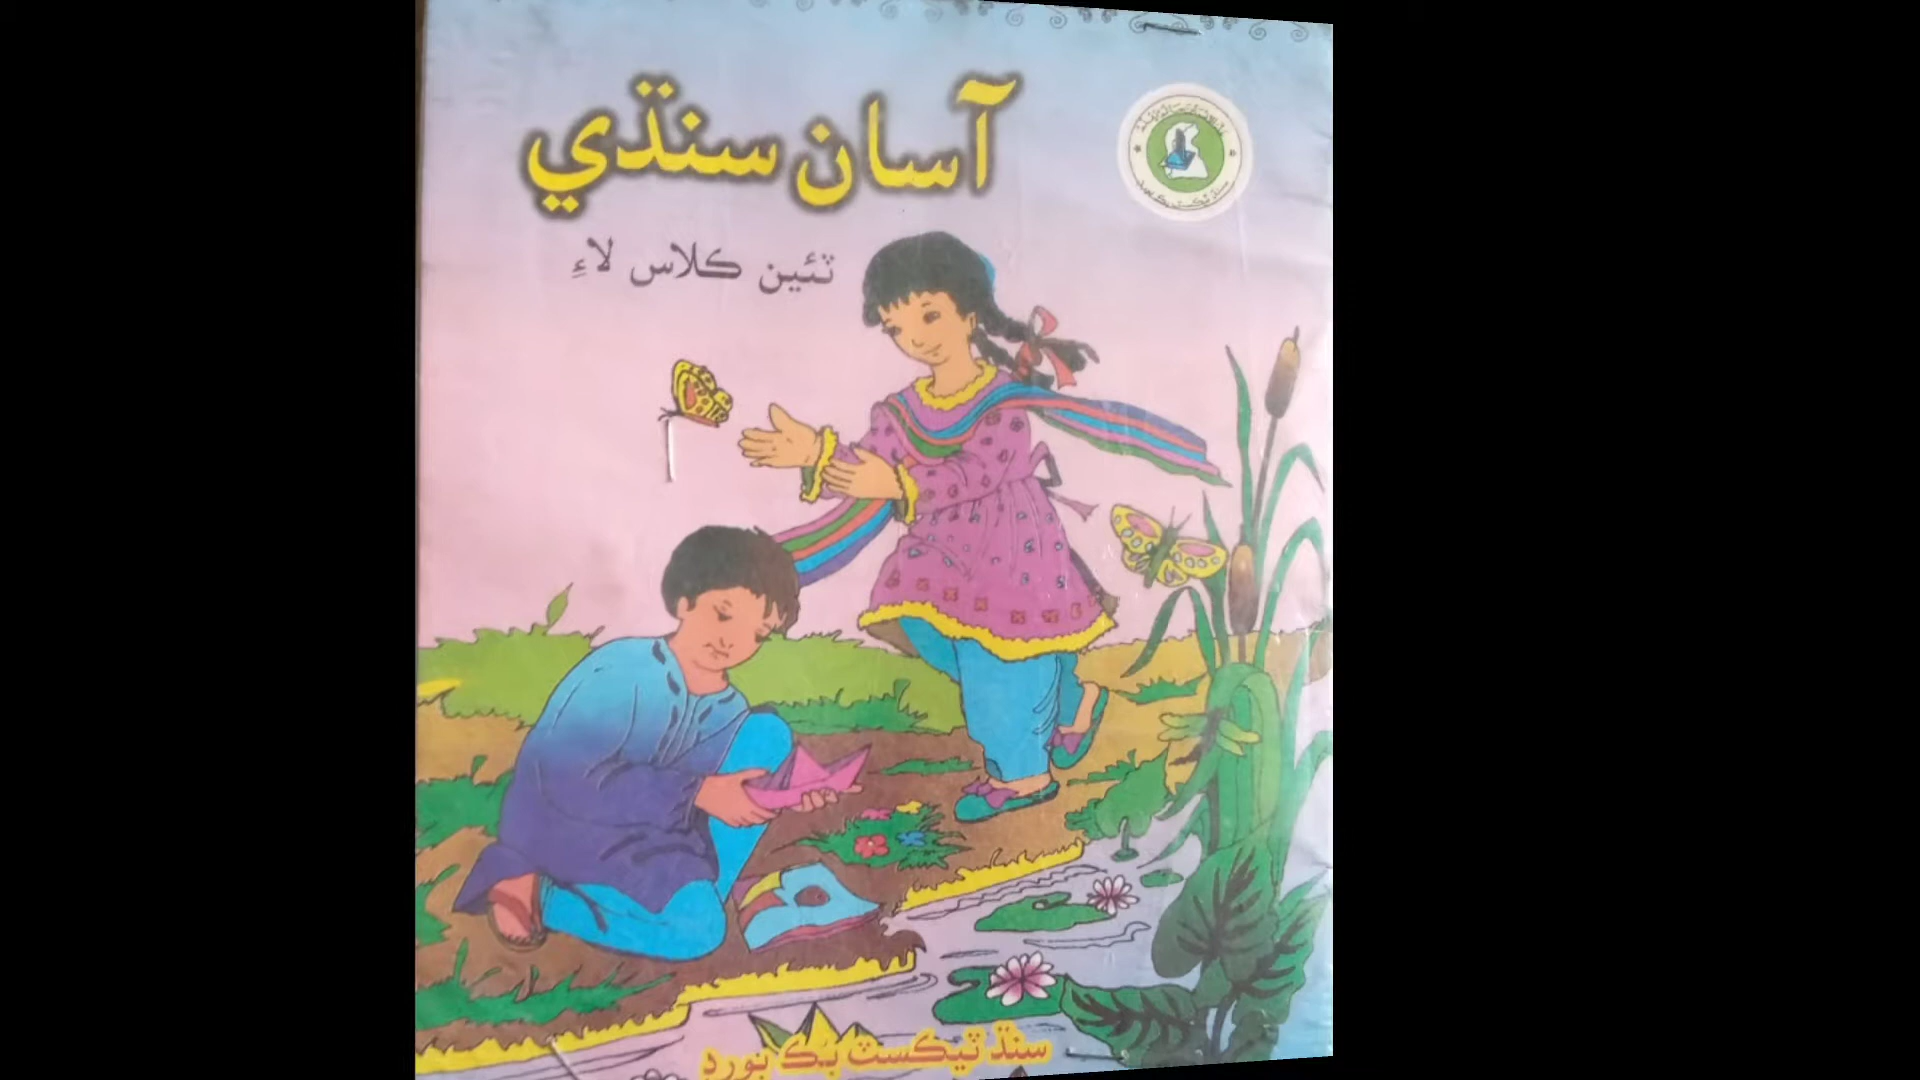 آسان سنڌي
ٽئين ڪلاس لاءِ
سنڌ ٽيڪسٽ بڪ بورڊ